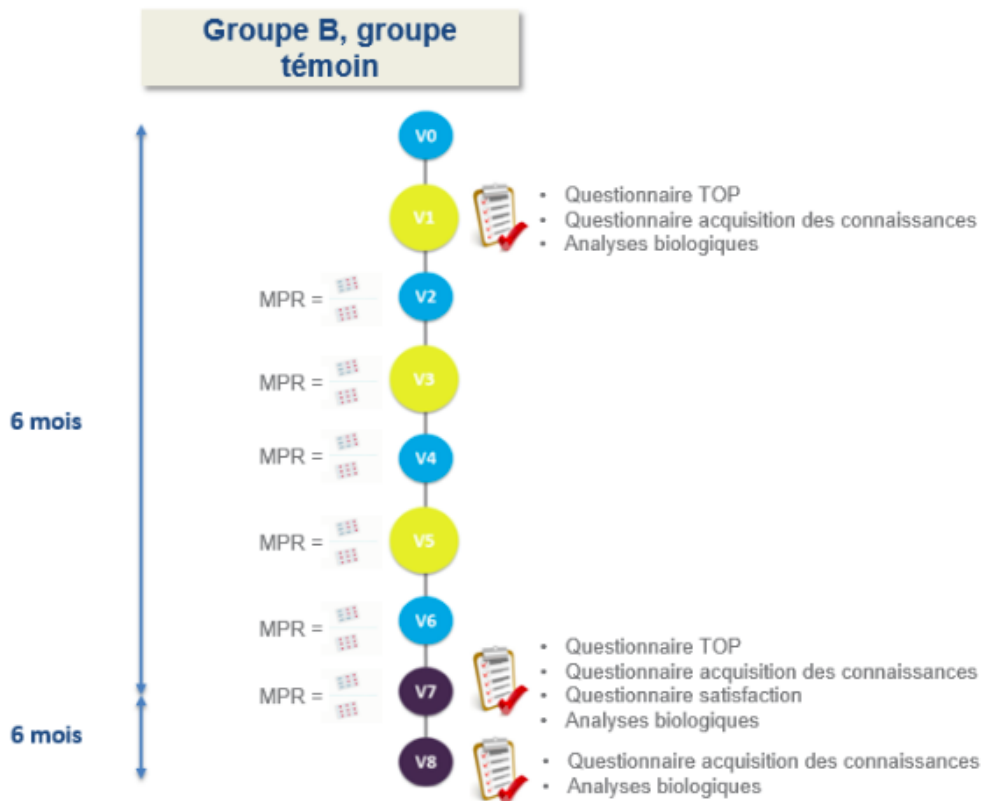 Groupe B, groupe
témoin
V0
V1
• Questionnaire TOP
• Questionnaire acquisition des connaissances
• Analyses biologiques
MPR =
V2
MPR =
V3
6 mois
MPR =
V4
MPR =
V5
MPR =
V6
MPR =
V7
• Questionnaire TOP
• Questionnaire acquisition des connaissances
• Questionnaire satisfaction
• Analyses biologiques
6 mois
V8
• Questionnaire acquisition des connaissances
• Analyses biologiques